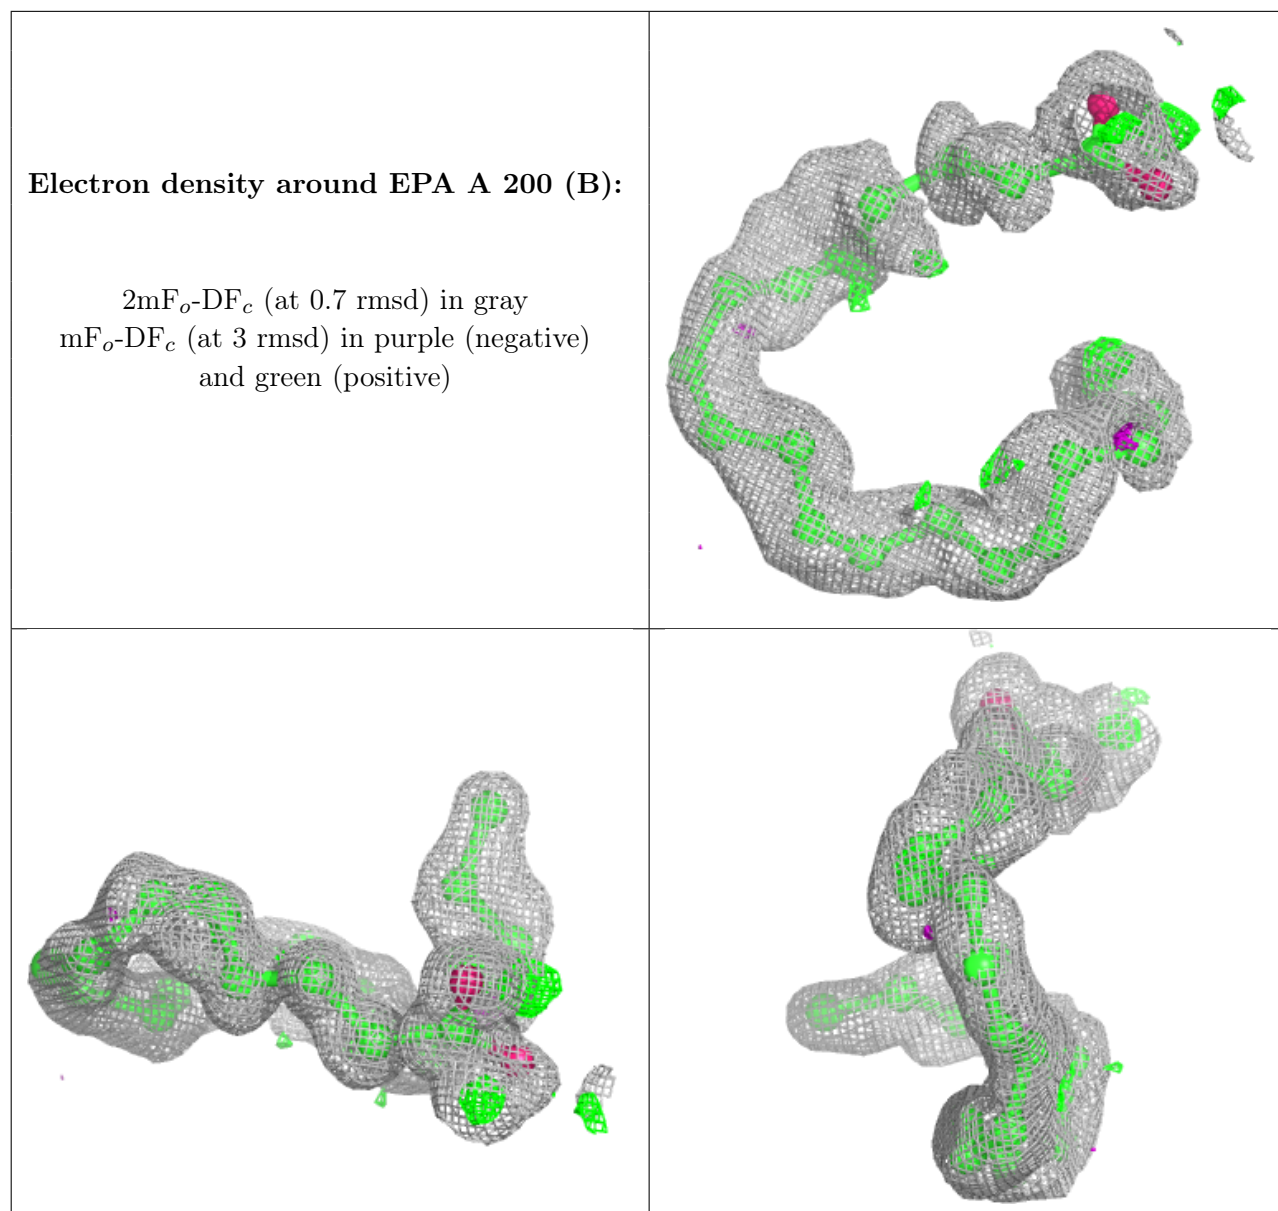 Electron density around EPA A 200 (B):
2mFo-DFc (at 0.7 rmsd) in gray
mFo-DFc (at 3 rmsd) in purple (negative)
and green (positive)